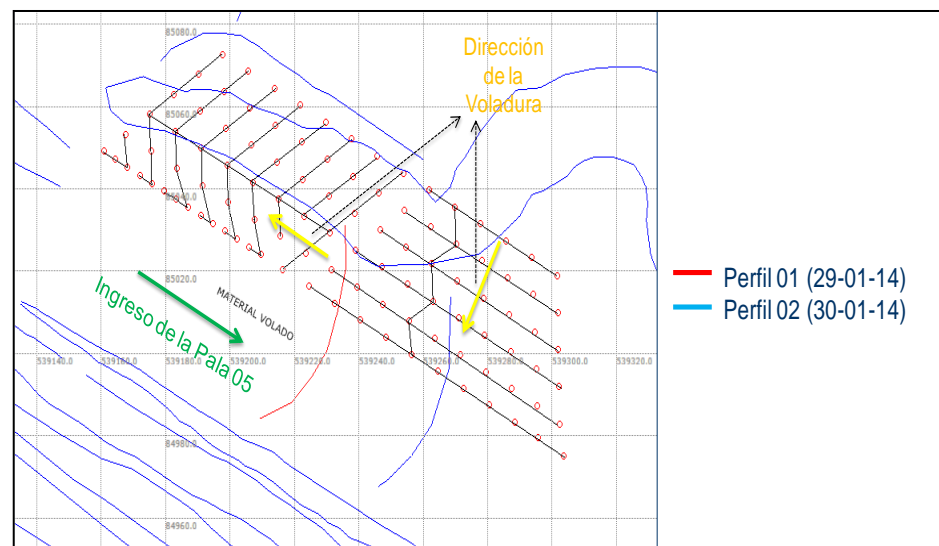 85080.0
Dirección
de la
Voladura
85060.0
85040.0
85020.0
MATERIAL VOLADO
Ingreso de la Pala 05
539140.0
539160.0
539180.0
539200.0
539220.0
539240.0
539260.0
539280.0
539300.0
539320.0
84980.0
84960.0
Perfil 01 (29-01-14)
Perfil 02 (30-01-14)